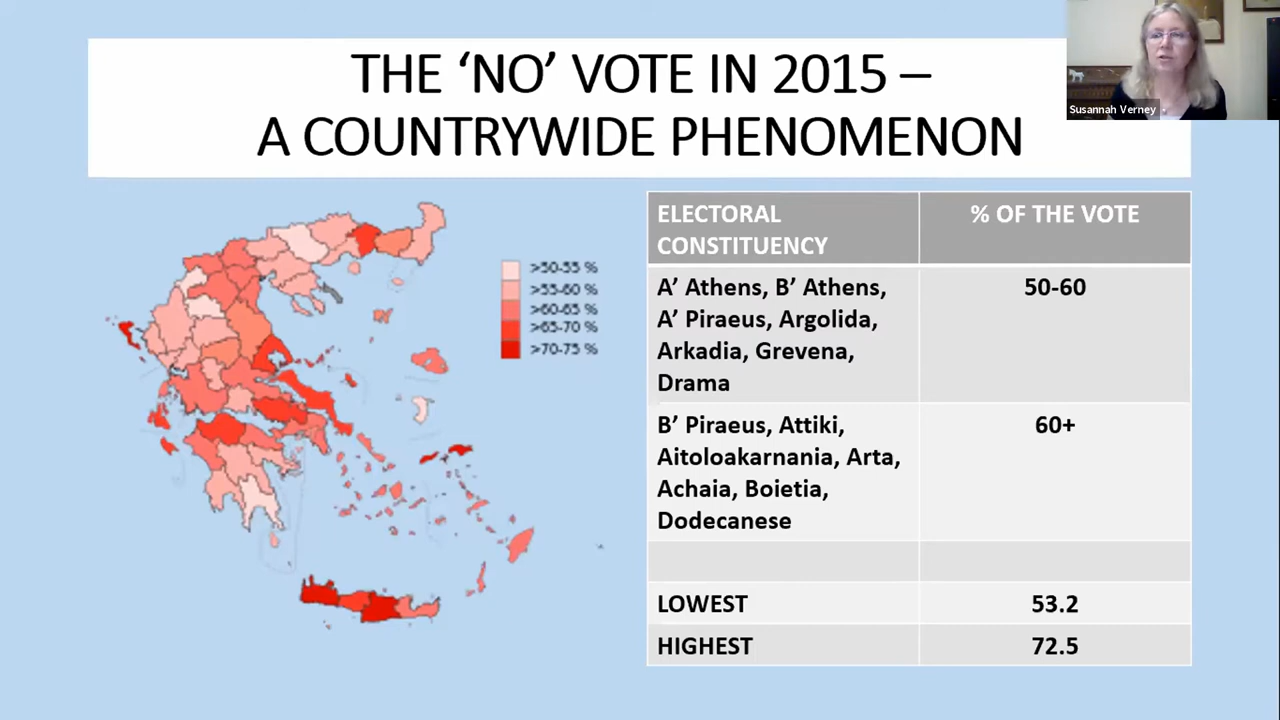 THE ‘NO’ VOTE IN 2015 –
A COUNTRYWIDE PHENOMENON
Susannah Verney
>50-55 %
>55-60 %
>60-65 %
>65-70 %
>70-75 %
ELECTORAL CONSTITUENCY
% OF THE VOTE
A’ Athens, B’ Athens,
A’ Piraeus, Argolida,
Arkadia, Grevena,
Drama
50-60
B’ Piraeus, Attiki,
Aitoloakarnania, Arta,
Achaia, Boietia,
Dodecanese
60+
LOWEST
53.2
HIGHEST
72.5